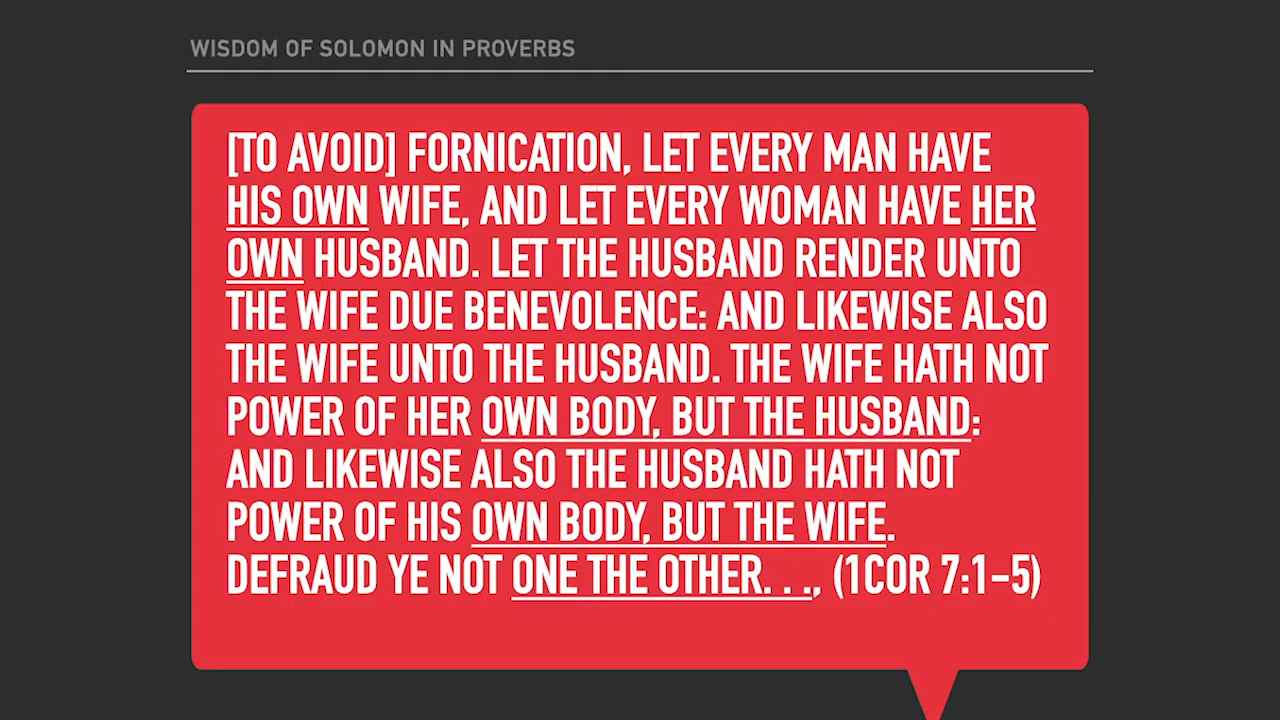 WISDOM OF SOLOMON IN PROVERBS
[TO AVOID] FORNICATION, LET EVERY MAN HAVE
HIS OWN WIFE, AND LET EVERY WOMAN HAVE HER
OWN HUSBAND. LET THE HUSBAND RENDER UNTO
THE WIFE DUE BENEVOLENCE: AND LIKEWISE ALSO
THE WIFE UNTO THE HUSBAND. THE WIFE HATH NOT
POWER OF HER OWN BODY, BUT THE HUSBAND:
AND LIKEWISE ALSO THE HUSBAND HATH NOT
POWER OF HIS OWN BODY, BUT THE WIFE.
DEFRAUD YE NOT ONE THE OTHER. . ., (1COR 7:1-5)